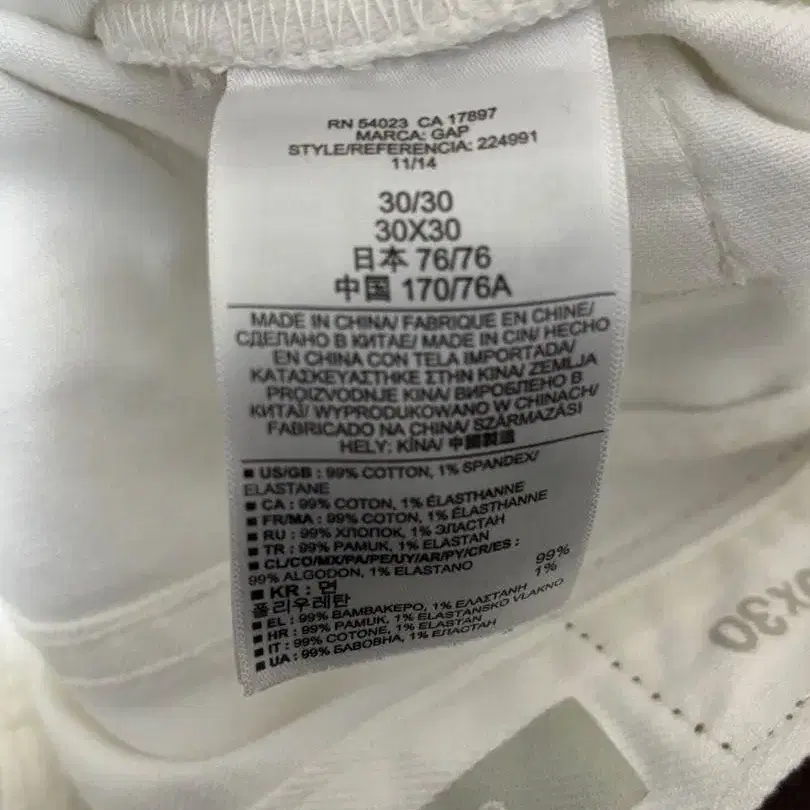 RN 54023 CA 17897
MARCA: GAP
STYLE/REFERENCIA: 224991
11/14
30/30
30X30
日本 76/76
中国 170/76A
MADE IN CHINA/ FABRIQUE EN CHINE/
СДЕЛАНО В КИТАЕ/ MADE IN CIN/ HECHO
EN CHINA CON TELA IMPORTADA/
ΚΑΤΑΣΚΕΥΑΣΤΗΚΕ ΣΤΗΝ ΚΙΝΑ/ ZEMLJA
PROIZVODNJE KINA/ ВИРОБЛЕНО В
КИТАЇ/ WYPRODUKOWANO W CHINACH/
FABRICADO NA CHINA/ SZÁRMAZÁSI
HELY: KÍNA/ 中國製造
■ US/GB : 99% COTTON, 1% SPANDEX/
ELASTANE
■ CA : 99% COTON, 1% ÉLASTHANNE
■ FR/MA : 99% COTON, 1% ÉLASTHANNE
■ RU : 99% ХЛОПОК, 1% ЭЛАСТАН
■ TR : 99% PAMUK, 1% ELASTAN
■ CL/CO/MX/PA/PE/UY/AR/PY/CR/ES :
99% ALGODON, 1% ELASTANO
■ KR : 면 99%
폴리우레탄 1%
■ EL : 99% ΒΑΜΒΑΚΕΡΟ, 1% ΕΛΑΣΤΑΝΗ
■ HR : 99% PAMUK, 1% ELASTANSKO VLAKNO
■ IT : 99% COTONE, 1% ELASTAN
■ UA : 99% БАВОВНА, 1% ЕЛАСТАН
X30